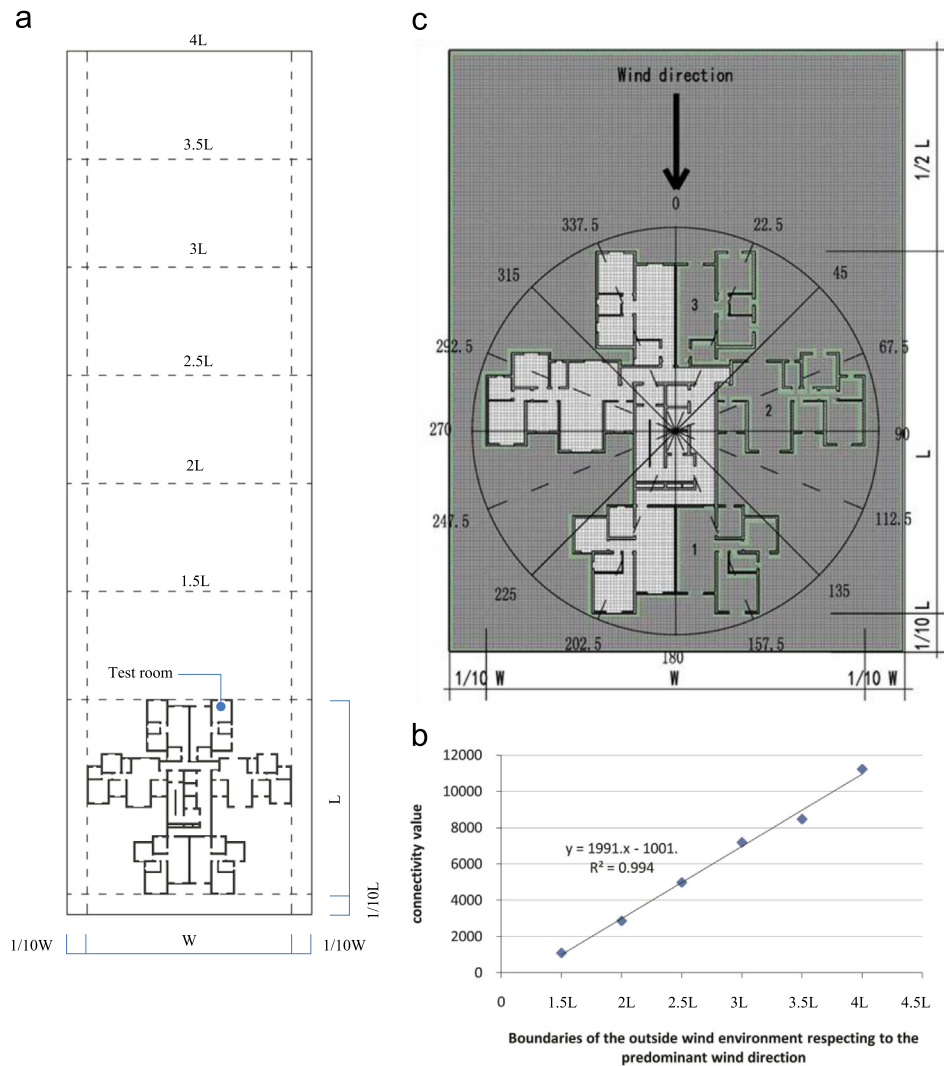 a
4L
3.5L
3L
2.5L
2L
1.5L
Test room
L
1/10L
1/10W
W
1/10W
c
Wind direction
0
337.5
22.5
315
45
292.5
67.5
270
90
247.5
112.5
225
135
202.5
157.5
180
3
2
1
1/2 L
L
1/10 L
1/10 W
W
1/10 W
b
12000
10000
8000
6000
4000
2000
0
connectivity value
y = 1991.x - 1001.
R² = 0.994
0
1.5L
2L
2.5L
3L
3.5L
4L
4.5L
Boundaries of the outside wind environment respecting to the
predominant wind direction